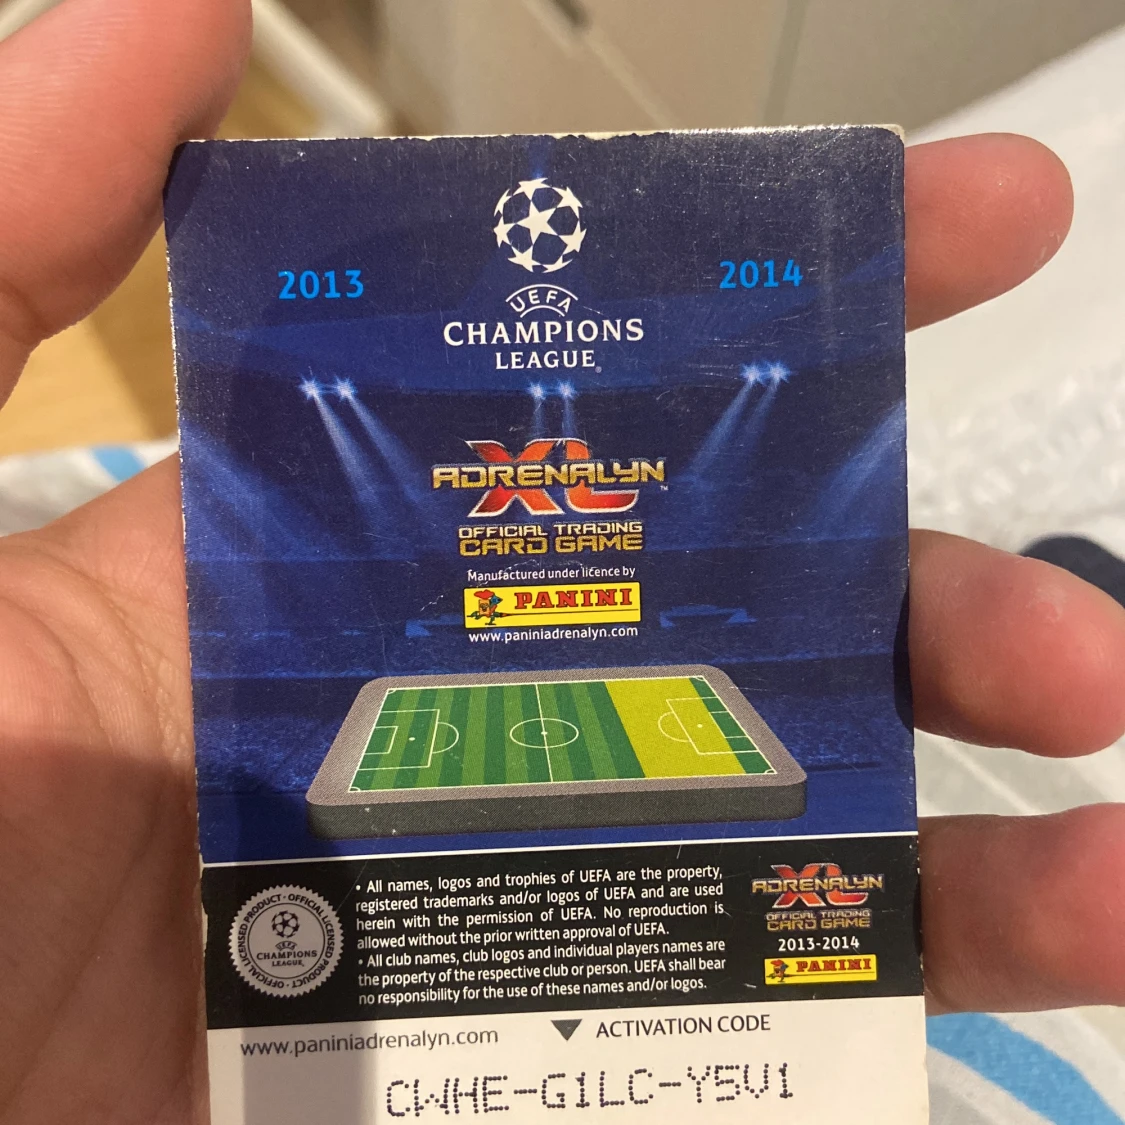 2013
2014
UEFA
CHAMPIONS
LEAGUE®
ADRENALYN
XL™
OFFICIAL TRADING
CARD GAME
Manufactured under licence by
PANINI
www.paniniadrenalyn.com
• All names, logos and trophies of UEFA are the property,
registered trademarks and/or logos of UEFA and are used
herein with the permission of UEFA. No reproduction is
allowed without the prior written approval of UEFA.
• All club names, club logos and individual players names are
the property of the respective club or person. UEFA shall bear
no responsibility for the use of these names and/or logos.
OFFICIAL LICENSED PRODUCT · OFFICIAL LICENSED PRODUCT ·
UEFA
CHAMPIONS
LEAGUE®
ADRENALYN
XL
OFFICIAL TRADING
CARD GAME
2013-2014
PANINI
www.paniniadrenalyn.com
ACTIVATION CODE
CWHE-G1LC-Y5V1